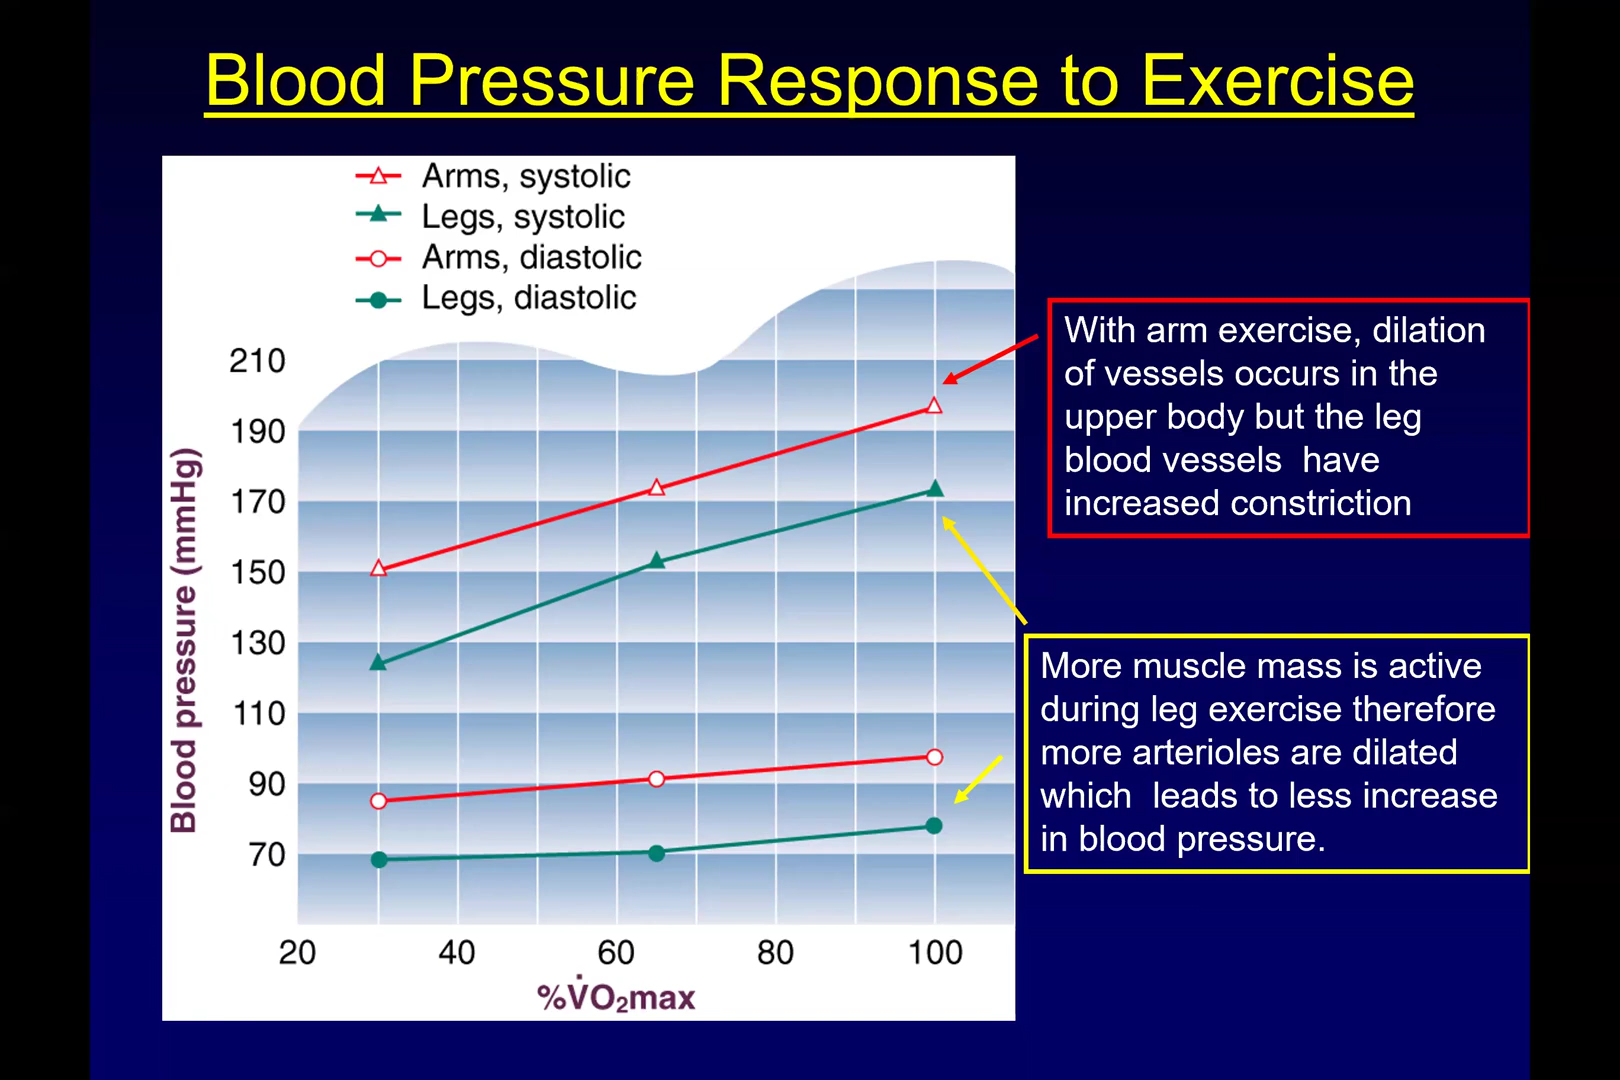 Blood Pressure Response to Exercise
Arms, systolic
Legs, systolic
Arms, diastolic
Legs, diastolic
210
190
170
150
130
110
90
70
Blood pressure (mmHg)
20 40 60 80 100
%V̇O₂max
With arm exercise, dilation
of vessels occurs in the
upper body but the leg
blood vessels  have
increased constriction
More muscle mass is active
during leg exercise therefore
more arterioles are dilated
which  leads to less increase
in blood pressure.